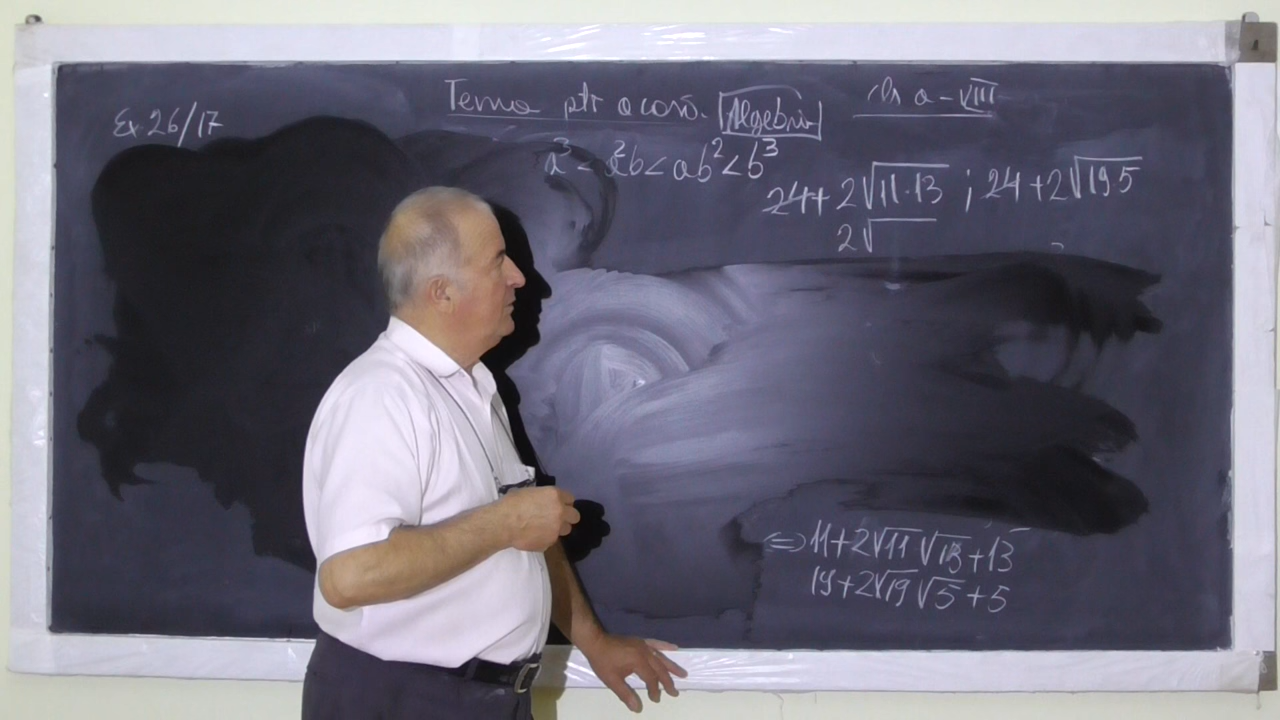 Tema ptr acasă. Algebra cls a-VIII
Ex. 26/17
a³ < a²b < ab² < b³
24+2√11·13 ; 24+2√19·5
2√
⇔ 11+2√11 √13+13
19+2√19 √5+5